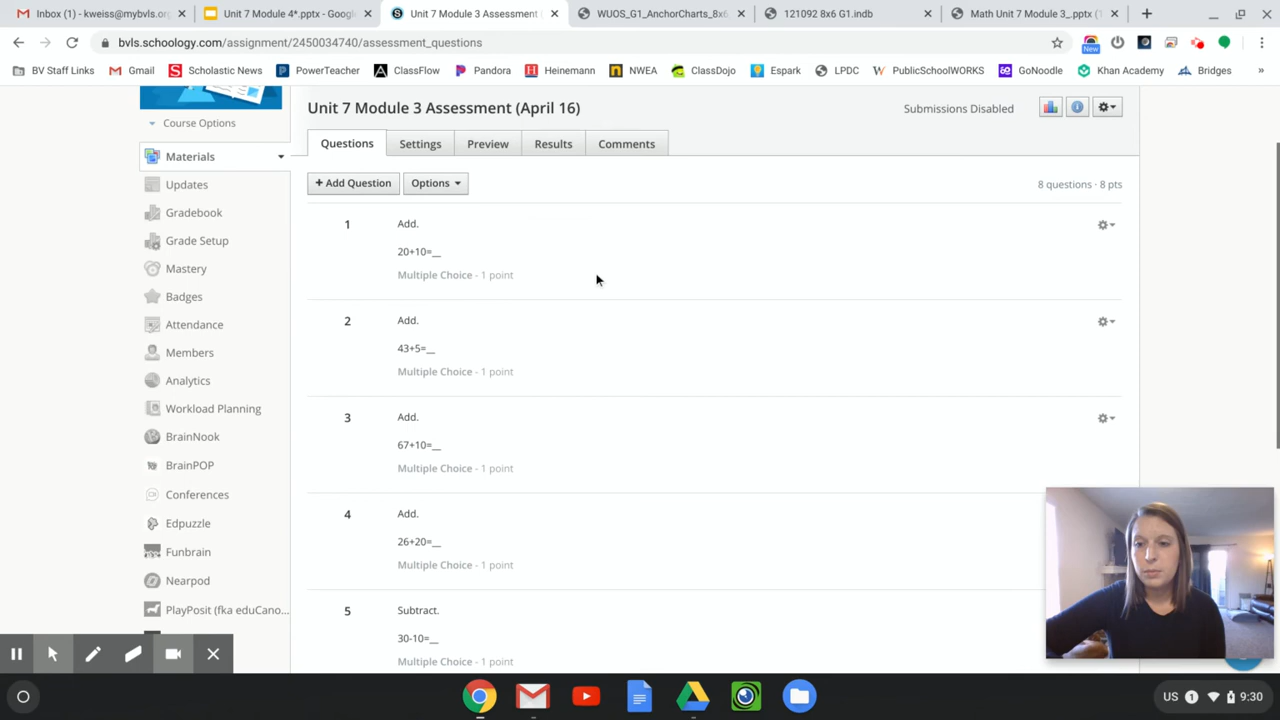 Inbox (1) - kweiss@mybvls.org
Unit 7 Module 4*.pptx - Google
Unit 7 Module 3 Assessment
WUOS_G1_AnchorCharts_8x6
121092 8x6 G1.indb
Math Unit 7 Module 3_.pptx (1
bvls.schoology.com/assignment/2450034740/assessment_questions
New
BV Staff Links
Gmail
Scholastic News
PowerTeacher
ClassFlow
Pandora
Heinemann
NWEA
ClassDojo
Espark
LPDC
PublicSchoolWORKS
GoNoodle
Khan Academy
Bridges
»
Course Options
Materials
Updates
Gradebook
Grade Setup
Mastery
Badges
Attendance
Members
Analytics
Workload Planning
BrainNook
BrainPOP
Conferences
Edpuzzle
Funbrain
Nearpod
PlayPosit (fka eduCano...
Unit 7 Module 3 Assessment (April 16)
Submissions Disabled
Questions
Settings
Preview
Results
Comments
+ Add Question
Options
8 questions · 8 pts
1
Add.
20+10=__
Multiple Choice - 1 point
2
Add.
43+5=__
Multiple Choice - 1 point
3
Add.
67+10=__
Multiple Choice - 1 point
4
Add.
26+20=__
Multiple Choice - 1 point
5
Subtract.
30-10=__
Multiple Choice - 1 point
US
1
9:30